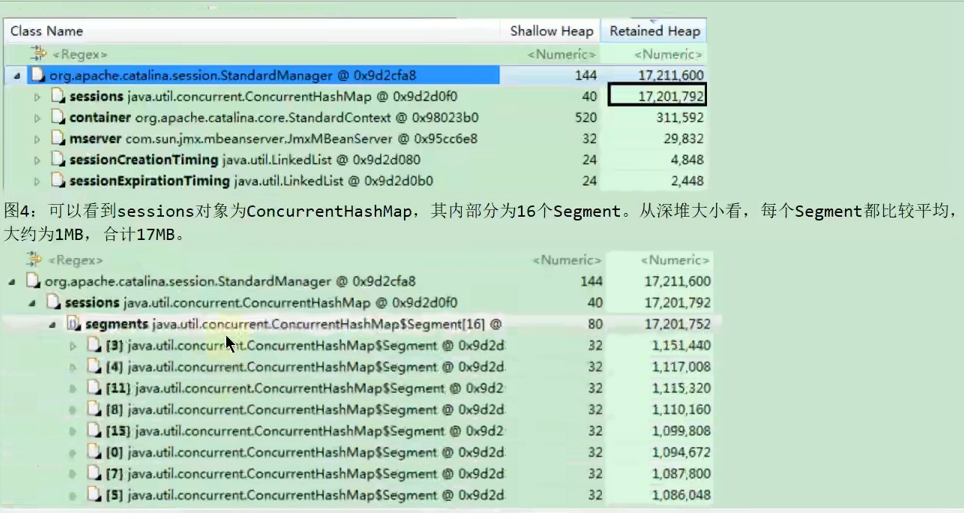 Class Name Shallow Heap Retained Heap
<Regex> <Numeric> <Numeric>
org.apache.catalina.session.StandardManager @ 0x9d2cfa8 144 17,211,600
sessions java.util.concurrent.ConcurrentHashMap @ 0x9d2d0f0 40 17,201,792
container org.apache.catalina.core.StandardContext @ 0x98023b0 520 311,592
mserver com.sun.jmx.mbeanserver.JmxMBeanServer @ 0x95cc6e8 32 29,832
sessionCreationTiming java.util.LinkedList @ 0x9d2d080 24 4,848
sessionExpirationTiming java.util.LinkedList @ 0x9d2d0b0 24 2,448
图4：可以看到sessions对象为ConcurrentHashMap，其内部分为16个Segment。从深堆大小看，每个Segment都比较平均，
大约为1MB，合计17MB。
<Regex> <Numeric> <Numeric>
org.apache.catalina.session.StandardManager @ 0x9d2cfa8 144 17,211,600
sessions java.util.concurrent.ConcurrentHashMap @ 0x9d2d0f0 40 17,201,792
segments java.util.concurrent.ConcurrentHashMap$Segment[16] @ 80 17,201,752
[3] java.util.concurrent.ConcurrentHashMap$Segment @ 0x9d2d 32 1,151,440
[4] java.util.concurrent.ConcurrentHashMap$Segment @ 0x9d2d 32 1,117,008
[11] java.util.concurrent.ConcurrentHashMap$Segment @ 0x9d2 32 1,115,320
[8] java.util.concurrent.ConcurrentHashMap$Segment @ 0x9d2d 32 1,110,160
[15] java.util.concurrent.ConcurrentHashMap$Segment @ 0x9d2 32 1,099,808
[0] java.util.concurrent.ConcurrentHashMap$Segment @ 0x9d2d 32 1,094,672
[7] java.util.concurrent.ConcurrentHashMap$Segment @ 0x9d2d 32 1,087,800
[5] java.util.concurrent.ConcurrentHashMap$Segment @ 0x9d2d 32 1,086,048